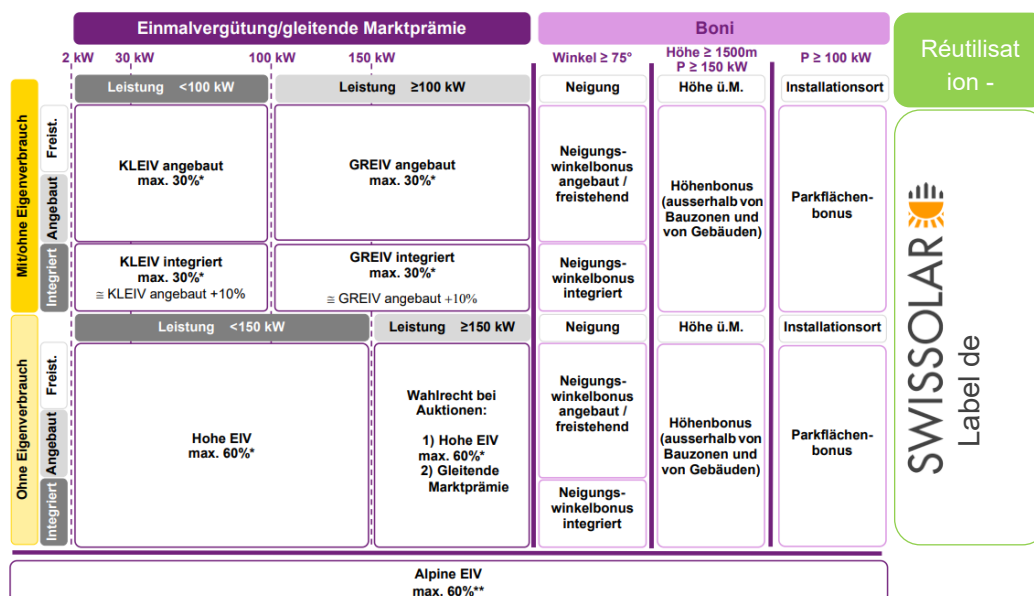 Einmalvergütung/gleitende Marktprämie
Boni
2 kW
30 kW
100 kW
150 kW
Winkel ≥ 75°
Höhe ≥ 1500m
P ≥ 150 kW
P ≥ 100 kW
Réutilisat
ion -
Mit/ohne Eigenverbrauch
Leistung <100 kW
Leistung ≥100 kW
Neigung
Höhe ü.M.
Installationsort
Freist.
Angebaut
Integriert
KLEIV angebaut
max. 30%*
GREIV angebaut
max. 30%*
Neigungs-
winkelbonus
angebaut /
freistehend
Höhenbonus
(ausserhalb von
Bauzonen und
von Gebäuden)
Parkflächen-
bonus
KLEIV integriert
max. 30%*
≅ KLEIV angebaut +10%
GREIV integriert
max. 30%*
≅ GREIV angebaut +10%
Neigungs-
winkelbonus
integriert
Ohne Eigenverbrauch
Leistung <150 kW
Leistung ≥150 kW
Neigung
Höhe ü.M.
Installationsort
Freist.
Angebaut
Integriert
Hohe EIV
max. 60%*
Wahlrecht bei
Auktionen:
1) Hohe EIV
max. 60%*
2) Gleitende
Marktprämie
Neigungs-
winkelbonus
angebaut /
freistehend
Höhenbonus
(ausserhalb von
Bauzonen und
von Gebäuden)
Parkflächen-
bonus
Neigungs-
winkelbonus
integriert
SWISSOLAR
Label de
Alpine EIV
max. 60%**